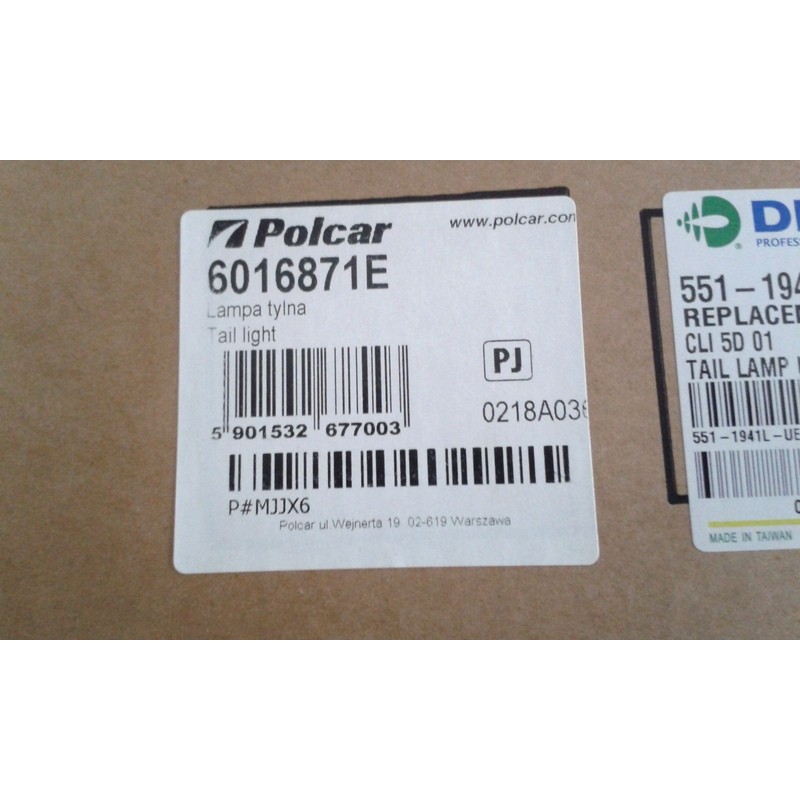 Polcar
www.polcar.com
6016871E
Lampa tylna
Tail light
PJ
5 901532 677003
0218A036
P#MJJX6
Polcar ul.Wejnerta 19 02-619 Warszawa
551-194
CLI 5D 01
TAIL LAMP
551-1941L-UE
MADE IN TAIWAN